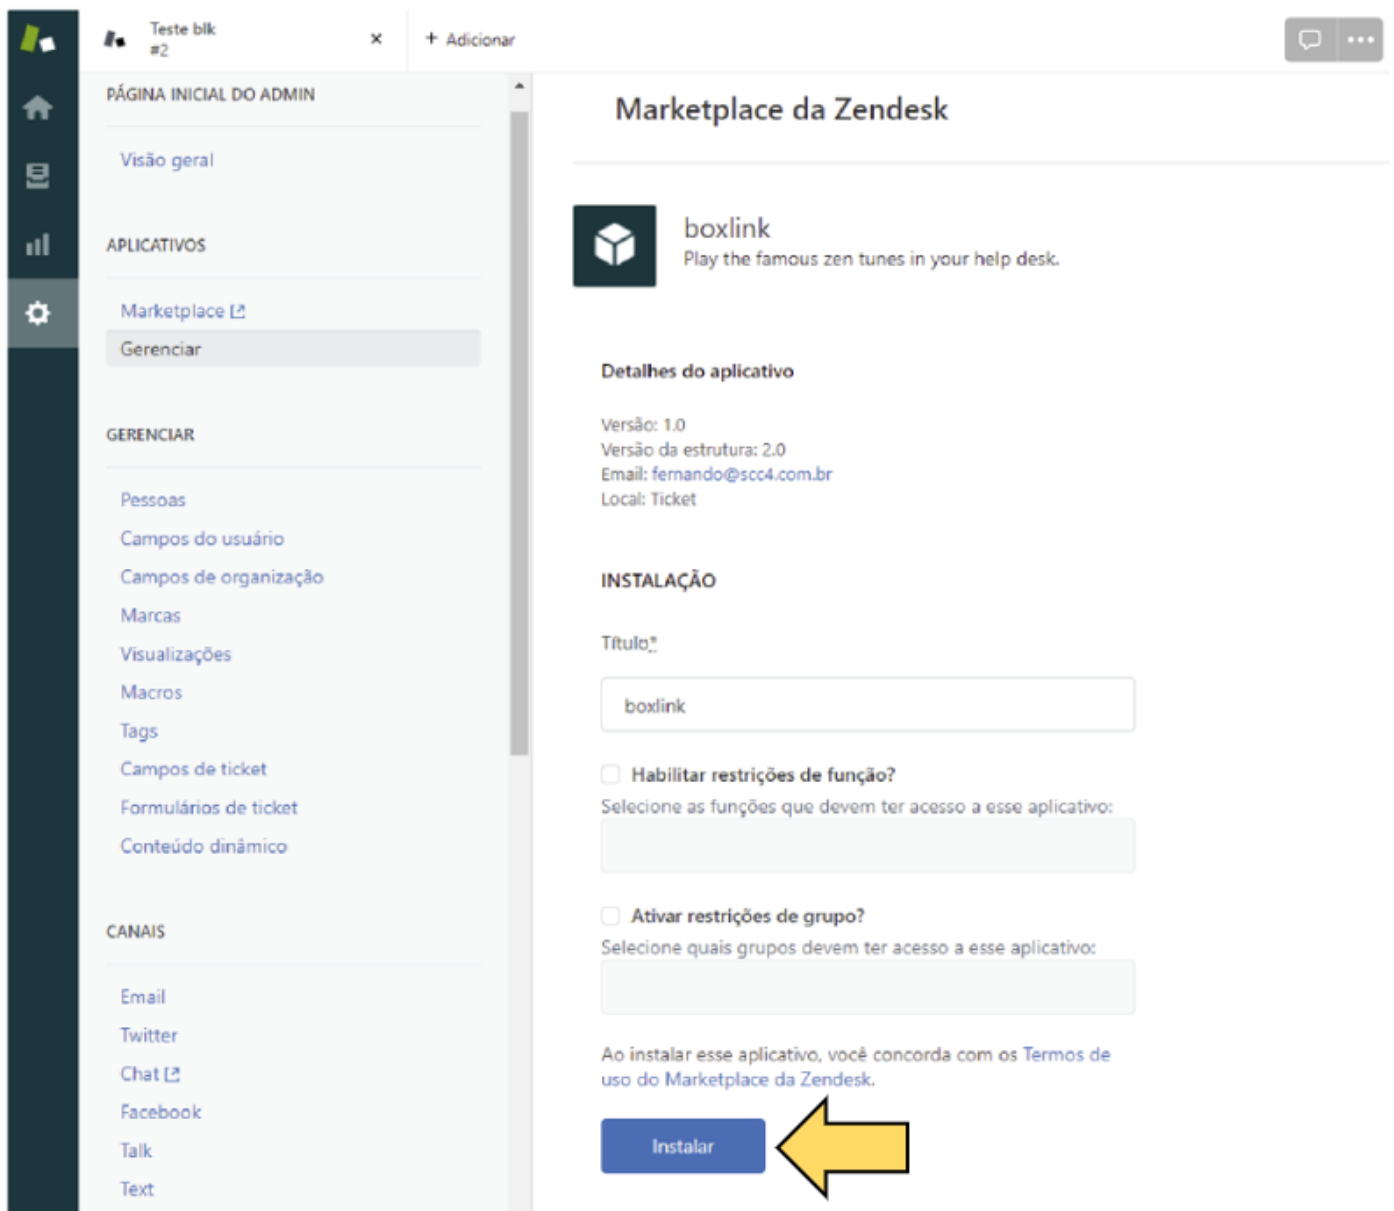 Teste blk
#2
×
+ Adicionar
PÁGINA INICIAL DO ADMIN
Visão geral
APLICATIVOS
Marketplace
Gerenciar
GERENCIAR
Pessoas
Campos do usuário
Campos de organização
Marcas
Visualizações
Macros
Tags
Campos de ticket
Formulários de ticket
Conteúdo dinâmico
CANAIS
Email
Twitter
Chat
Facebook
Talk
Text
Marketplace da Zendesk
boxlink
Play the famous zen tunes in your help desk.
Detalhes do aplicativo
Versão: 1.0
Versão da estrutura: 2.0
Email: fernando@scc4.com.br
Local: Ticket
INSTALAÇÃO
Título*
boxlink
Habilitar restrições de função?
Selecione as funções que devem ter acesso a esse aplicativo:
Ativar restrições de grupo?
Selecione quais grupos devem ter acesso a esse aplicativo:
Ao instalar esse aplicativo, você concorda com os Termos de
uso do Marketplace da Zendesk.
Instalar